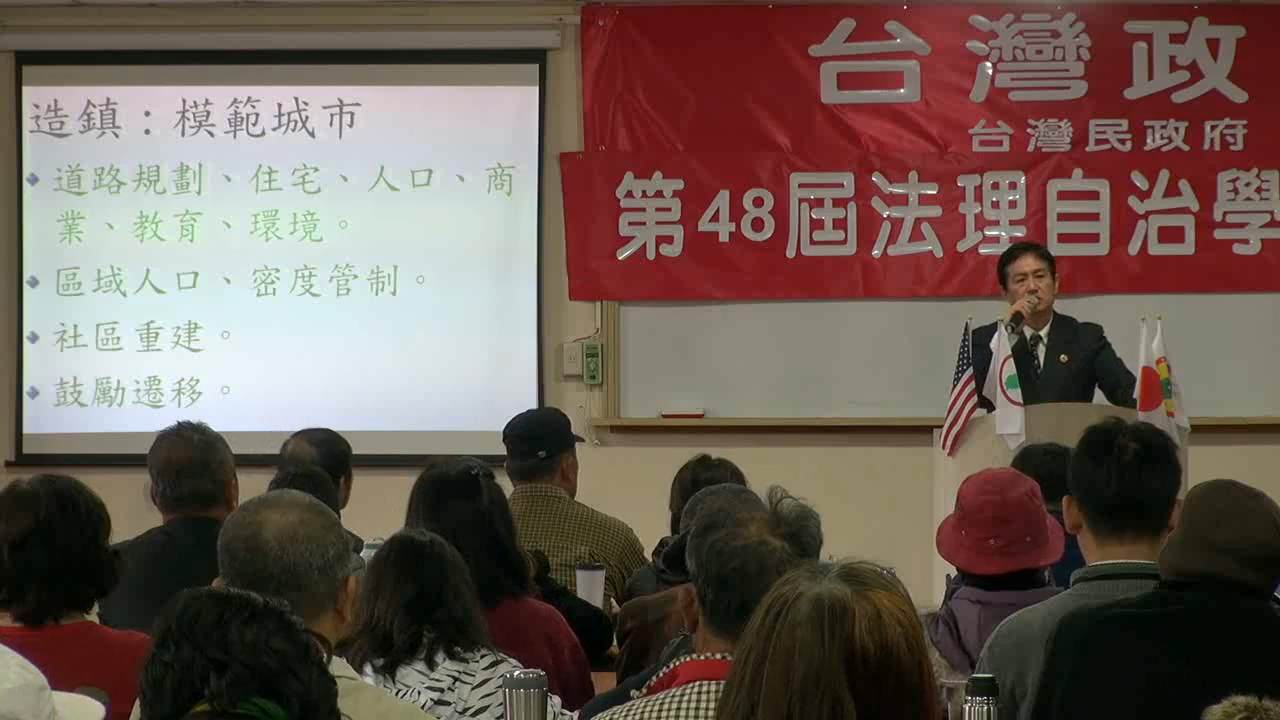 造鎮：模範城市
道路規劃、住宅、人口、商
業、教育、環境。
區域人口、密度管制。
社區重建。
鼓勵遷移。
台灣政
台灣民政府
第48屆法理自治學